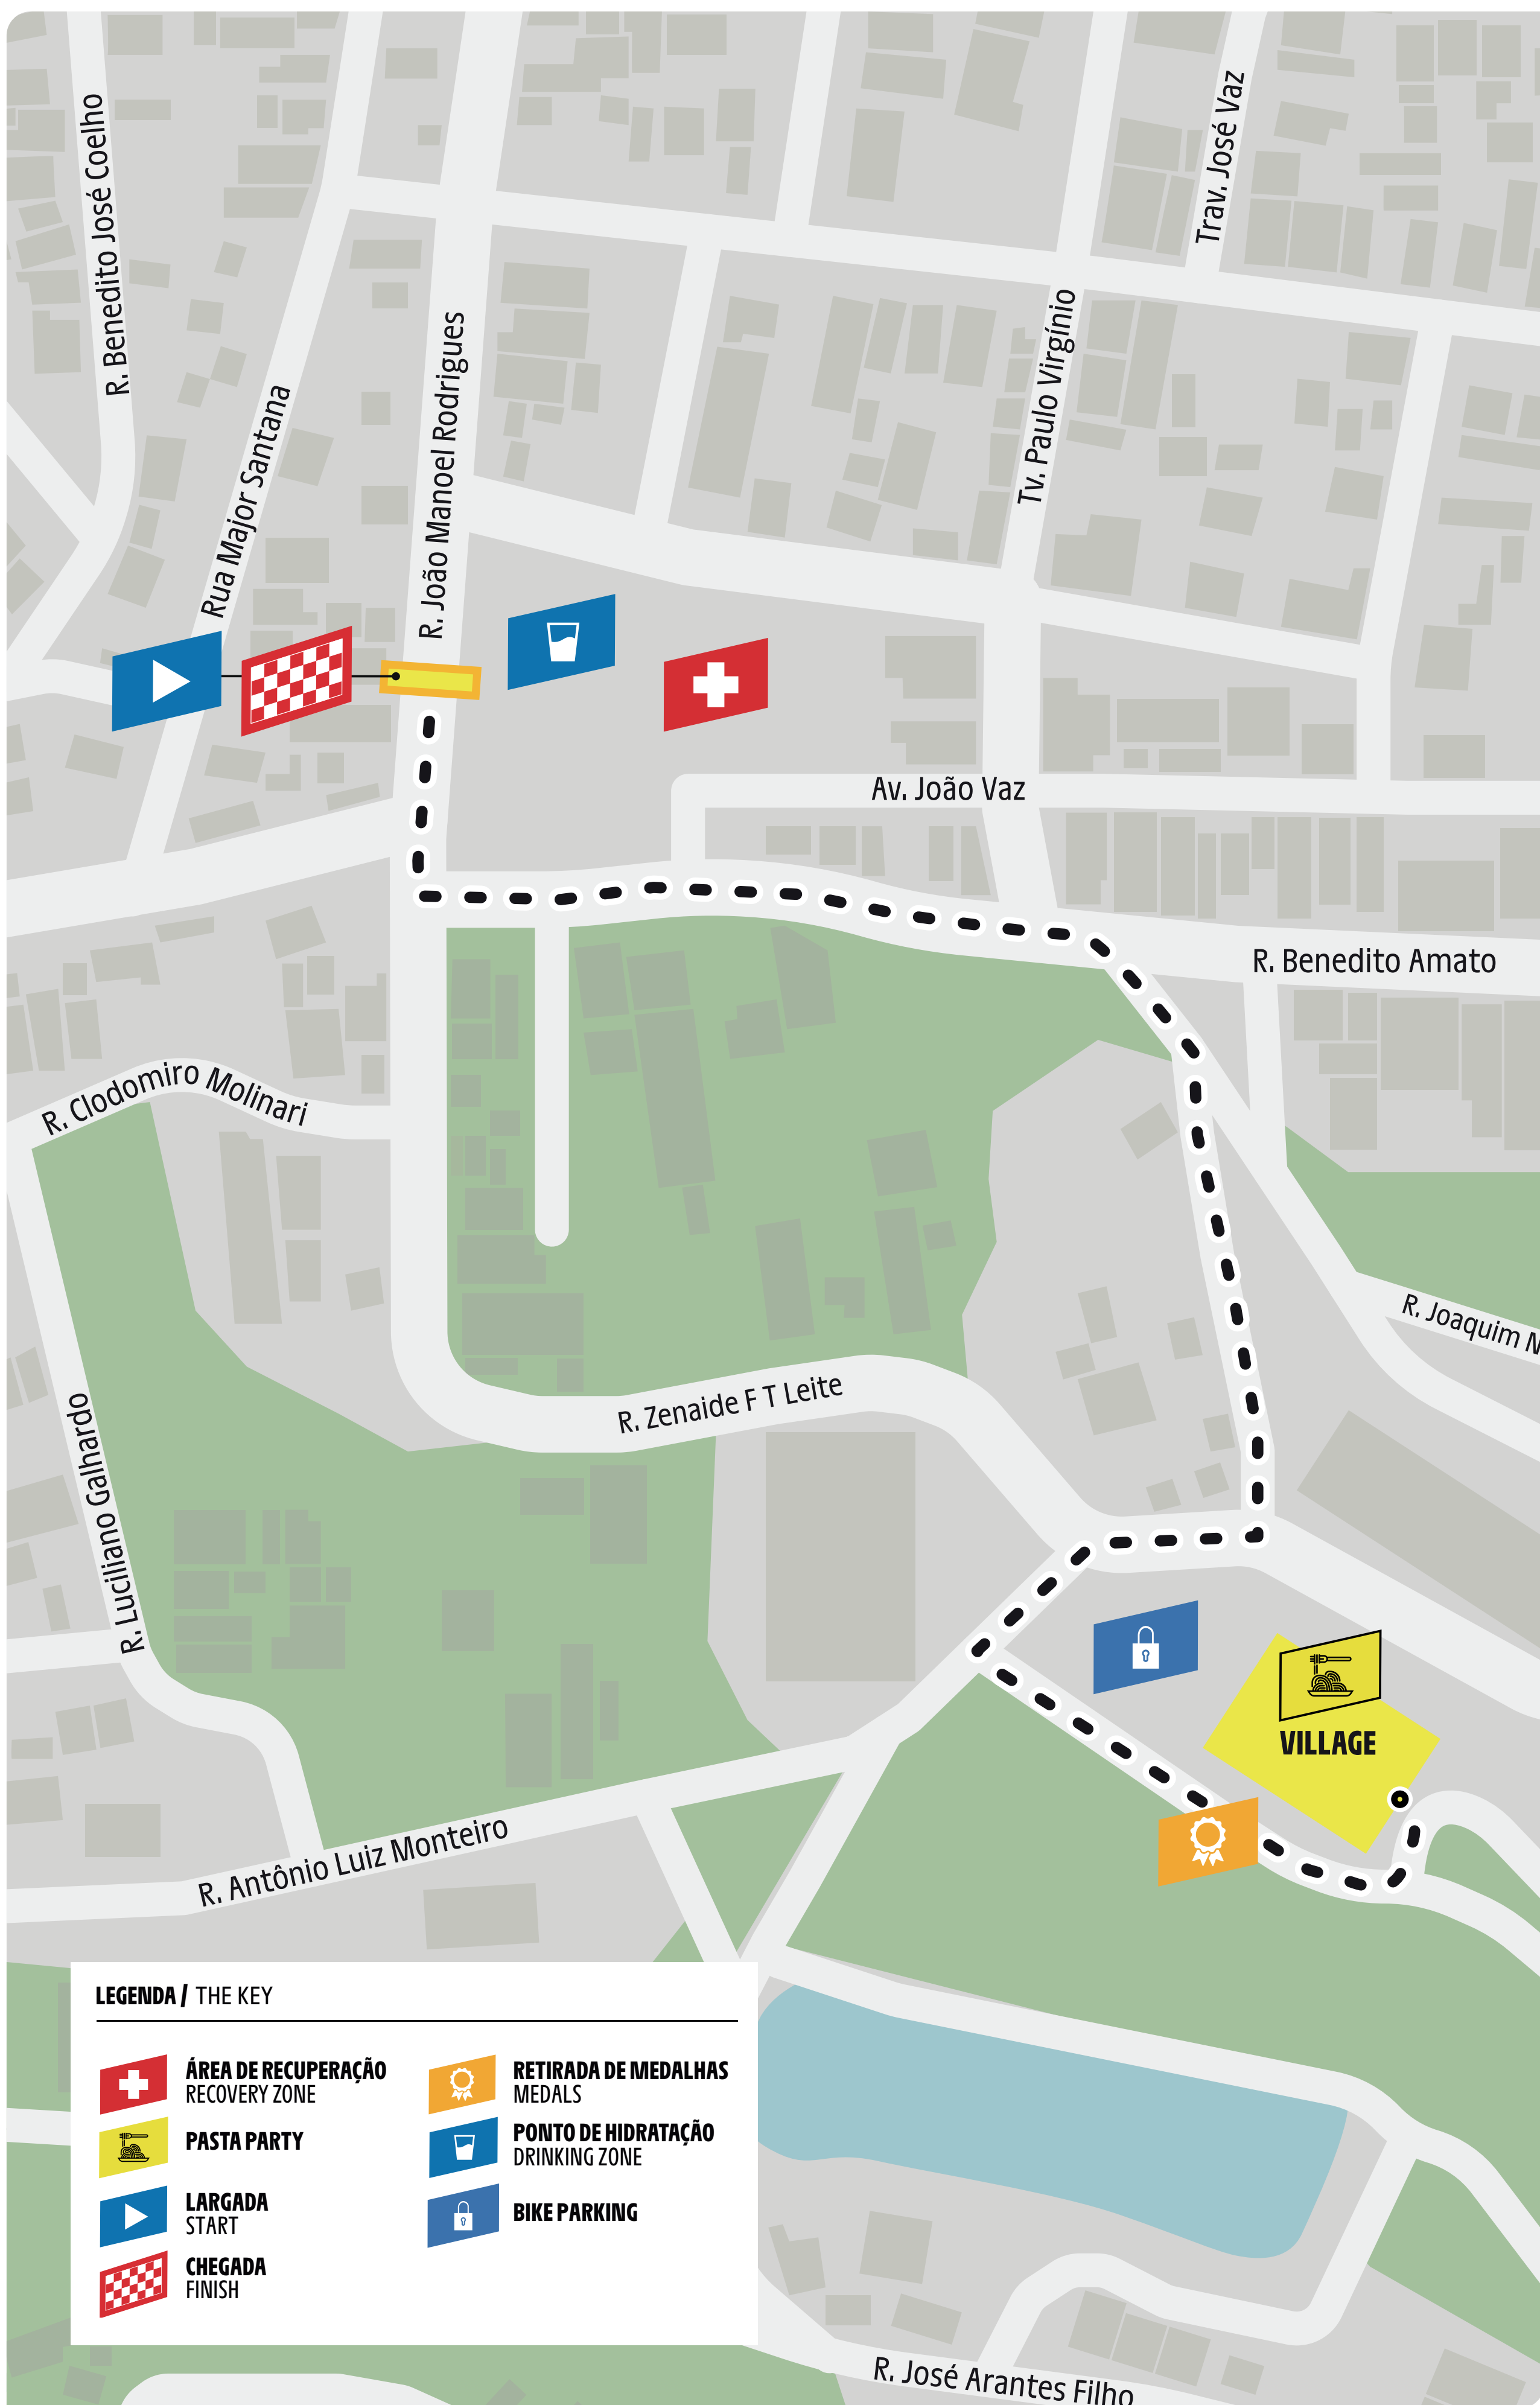 R. Benedito José Coelho
Trav. José Vaz
Tv. Paulo Virgínio
R. João Manoel Rodrigues
Rua Major Santana
Av. João Vaz
R. Benedito Amato
R. Clodomiro Molinari
R. Joaquim M
R. Zenaide F T Leite
R. Luciliano Galhardo
VILLAGE
R. Antônio Luiz Monteiro
LEGENDA / THE KEY
ÁREA DE RECUPERAÇÃO
RECOVERY ZONE
PASTA PARTY
LARGADA
START
CHEGADA
FINISH
RETIRADA DE MEDALHAS
MEDALS
PONTO DE HIDRATAÇÃO
DRINKING ZONE
BIKE PARKING
R. José Arantes Filho